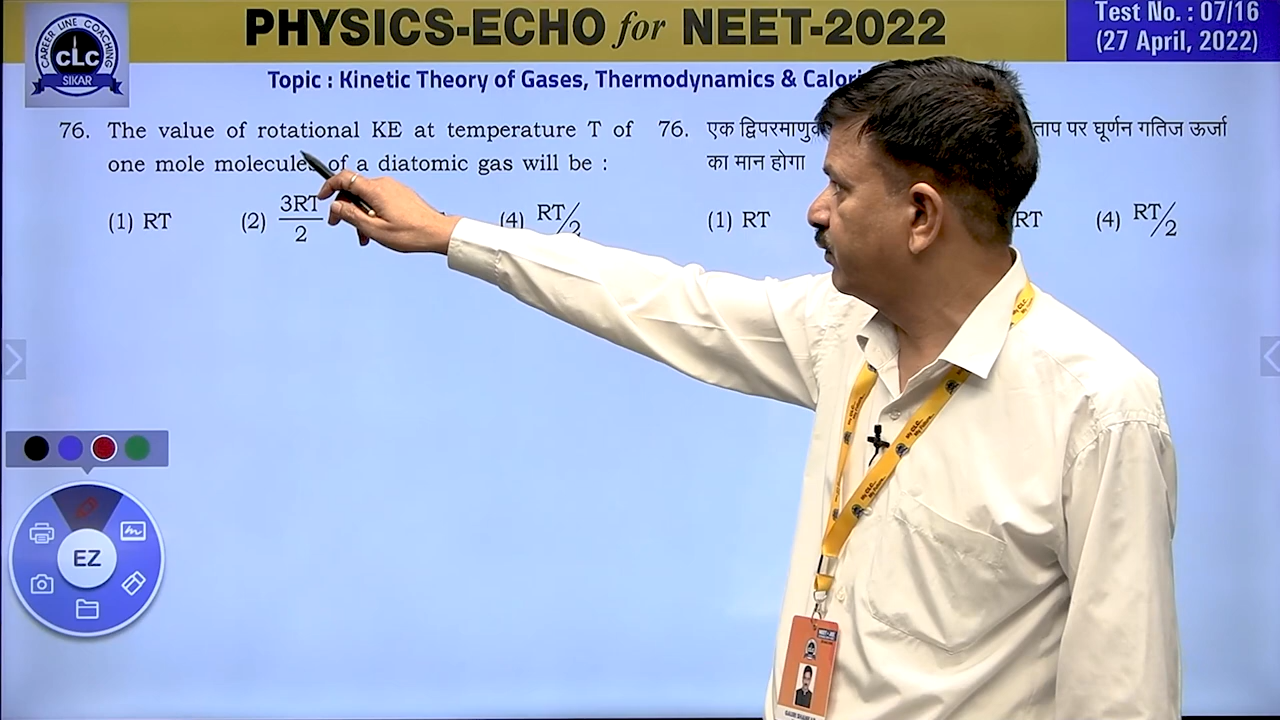 PHYSICS-ECHO for NEET-2022
Test No. : 07/16
(27 April, 2022)
CAREER LINE COACHING
CLC
SIKAR
Topic : Kinetic Theory of Gases, Thermodynamics &
76. The value of rotational KE at temperature T of
one mole molecules of a diatomic gas will be :
(1) RT (2) 3RT/2 (4) RT/2
76. एक ताप पर घूर्णन गतिज ऊर्जा
का मान होगा
(1) RT RT (4) RT/2
EZ